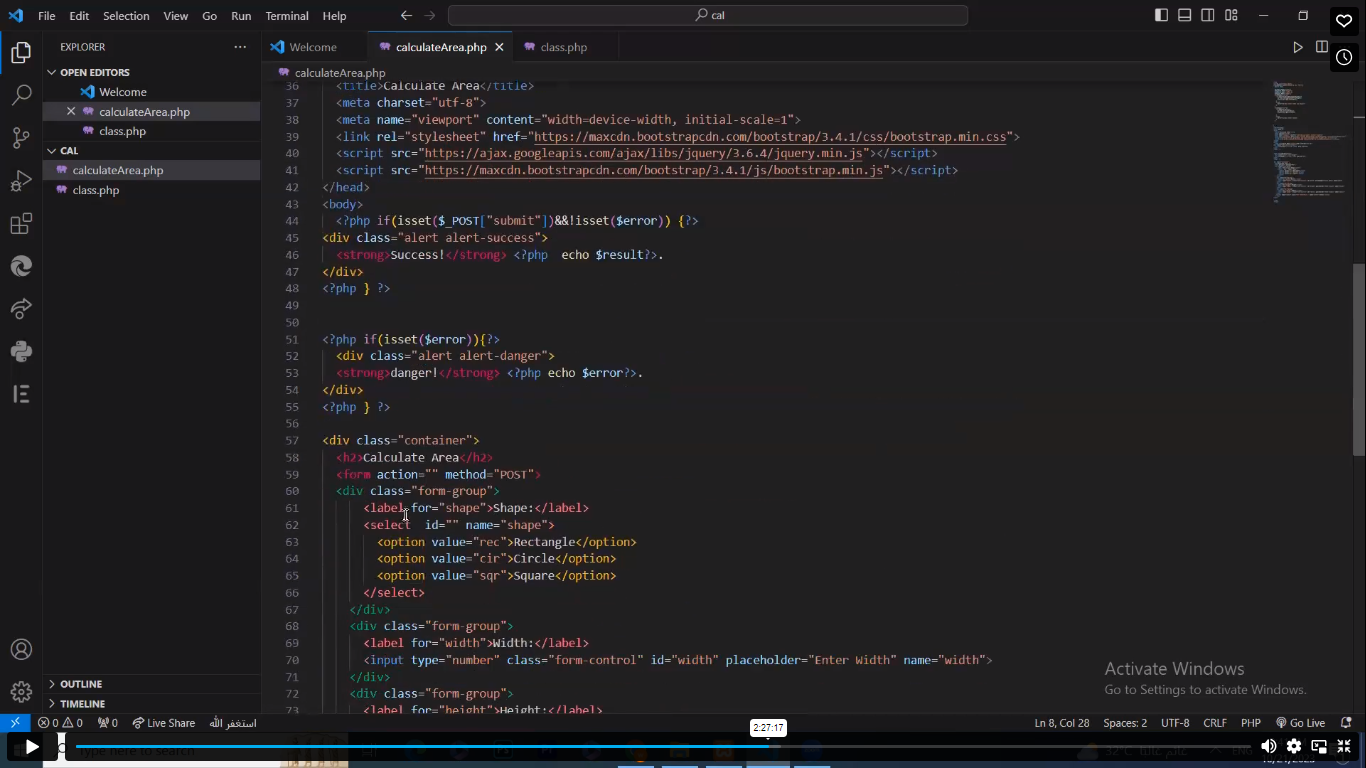 File Edit Selection View Go Run Terminal Help
cal
EXPLORER
Welcome
calculateArea.php
class.php
OPEN EDITORS
Welcome
calculateArea.php
class.php
CAL
calculateArea.php
class.php
calculateArea.php
36 <title>Calculate Area</title>
37 <meta charset="utf-8">
38 <meta name="viewport" content="width=device-width, initial-scale=1">
39 <link rel="stylesheet" href="https://maxcdn.bootstrapcdn.com/bootstrap/3.4.1/css/bootstrap.min.css">
40 <script src="https://ajax.googleapis.com/ajax/libs/jquery/3.6.4/jquery.min.js"></script>
41 <script src="https://maxcdn.bootstrapcdn.com/bootstrap/3.4.1/js/bootstrap.min.js"></script>
42 </head>
43 <body>
44 <?php if(isset($_POST["submit"])&&!isset($error)) {?>
45 <div class="alert alert-success">
46 <strong>Success!</strong> <?php  echo $result?>.
47 </div>
48 <?php } ?>
49
50
51 <?php if(isset($error)){?>
52 <div class="alert alert-danger">
53 <strong>danger!</strong> <?php echo $error?>.
54 </div>
55 <?php } ?>
56
57 <div class="container">
58 <h2>Calculate Area</h2>
59 <form action="" method="POST">
60 <div class="form-group">
61 <label for="shape">Shape:</label>
62 <select  id="" name="shape">
63 <option value="rec">Rectangle</option>
64 <option value="cir">Circle</option>
65 <option value="sqr">Square</option>
66 </select>
67 </div>
68 <div class="form-group">
69 <label for="width">Width:</label>
70 <input type="number" class="form-control" id="width" placeholder="Enter Width" name="width">
71 </div>
72 <div class="form-group">
73 <label for="height">Height:</label>
OUTLINE
TIMELINE
Activate Windows
Go to Settings to activate Windows.
0 0 0 Live Share استغفر الله
Ln 8, Col 28 Spaces: 2 UTF-8 CRLF PHP Go Live
2:27:17
Type here to search